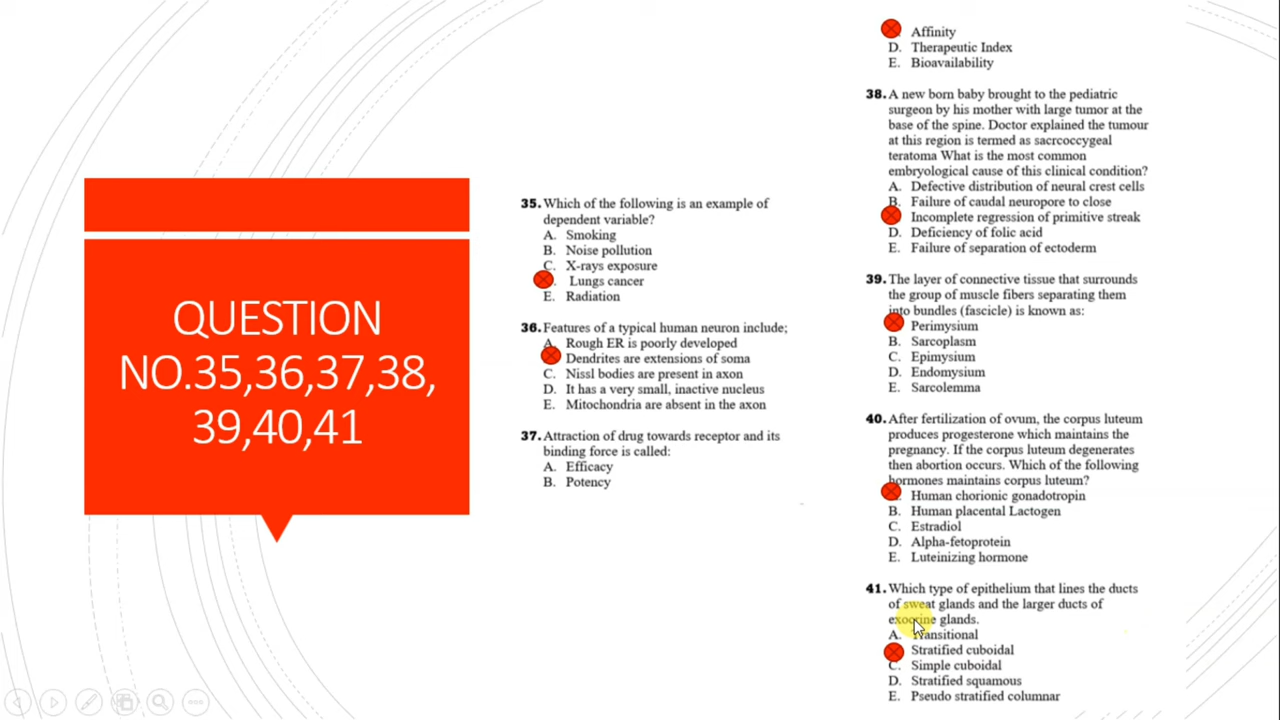 QUESTION
NO.35,36,37,38,
39,40,41
35. Which of the following is an example of
dependent variable?
A. Smoking
B. Noise pollution
C. X-rays exposure
Lungs cancer
E. Radiation
36. Features of a typical human neuron include;
A. Rough ER is poorly developed
Dendrites are extensions of soma
C. Nissl bodies are present in axon
D. It has a very small, inactive nucleus
E. Mitochondria are absent in the axon
37. Attraction of drug towards receptor and its
binding force is called:
A. Efficacy
B. Potency
Affinity
D. Therapeutic Index
E. Bioavailability
38. A new born baby brought to the pediatric
surgeon by his mother with large tumor at the
base of the spine. Doctor explained the tumour
at this region is termed as sacrcoccygeal
teratoma What is the most common
embryological cause of this clinical condition?
A. Defective distribution of neural crest cells
B. Failure of caudal neuropore to close
Incomplete regression of primitive streak
D. Deficiency of folic acid
E. Failure of separation of ectoderm
39. The layer of connective tissue that surrounds
the group of muscle fibers separating them
into bundles (fascicle) is known as:
Perimysium
B. Sarcoplasm
C. Epimysium
D. Endomysium
E. Sarcolemma
40. After fertilization of ovum, the corpus luteum
produces progesterone which maintains the
pregnancy. If the corpus luteum degenerates
then abortion occurs. Which of the following
hormones maintains corpus luteum?
Human chorionic gonadotropin
B. Human placental Lactogen
C. Estradiol
D. Alpha-fetoprotein
E. Luteinizing hormone
41. Which type of epithelium that lines the ducts
of sweat glands and the larger ducts of
exocrine glands.
A. Transitional
Stratified cuboidal
C. Simple cuboidal
D. Stratified squamous
E. Pseudo stratified columnar